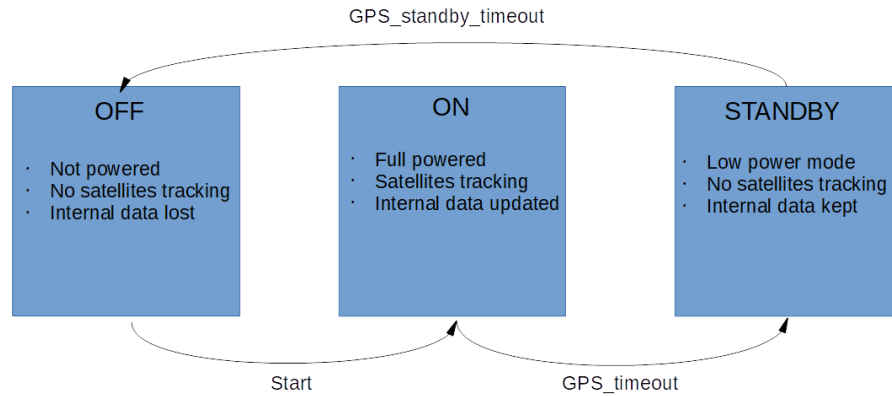 GPS_standby_timeout
OFF
· Not powered
· No satellites tracking
· Internal data lost
ON
· Full powered
· Satellites tracking
· Internal data updated
STANDBY
· Low power mode
· No satellites tracking
· Internal data kept
Start
GPS_timeout